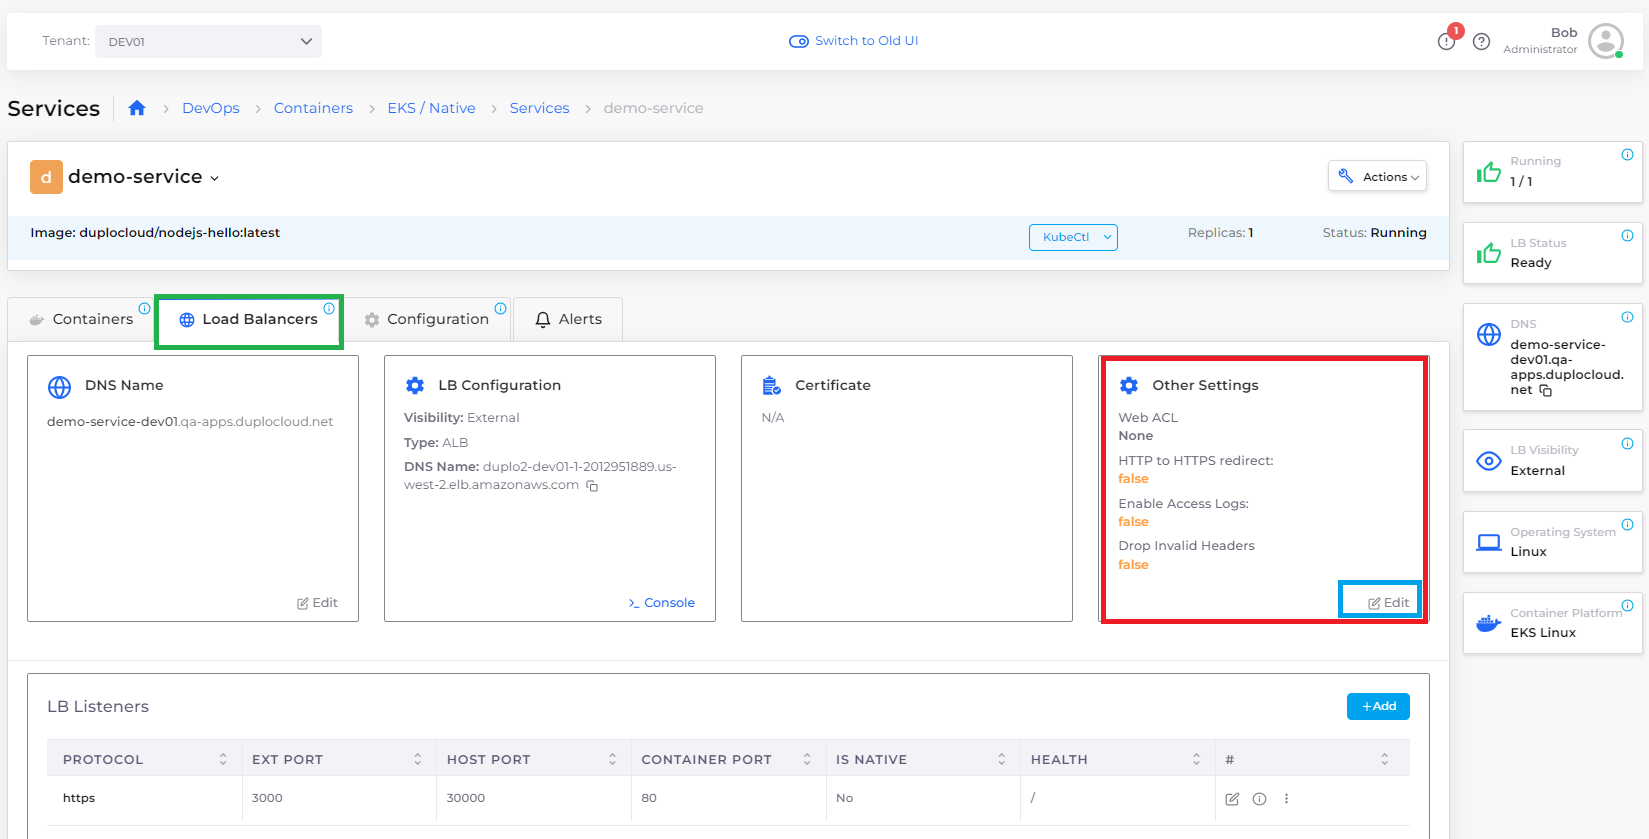 Tenant: DEV01
Switch to Old UI
1
Bob
Administrator
Services
DevOps > Containers > EKS / Native > Services > demo-service
d demo-service
Actions
Image: duplocloud/nodejs-hello:latest
KubeCtl
Replicas: 1
Status: Running
Containers
Load Balancers
Configuration
Alerts
DNS Name
demo-service-dev01.qa-apps.duplocloud.net
Edit
LB Configuration
Visibility: External
Type: ALB
DNS Name: duplo2-dev01-1-2012951889.us-
west-2.elb.amazonaws.com
>_ Console
Certificate
N/A
Other Settings
Web ACL
None
HTTP to HTTPS redirect:
false
Enable Access Logs:
false
Drop Invalid Headers
false
Edit
LB Listeners
+Add
PROTOCOL EXT PORT HOST PORT CONTAINER PORT IS NATIVE HEALTH #
https 3000 30000 80 No /
Running
1 / 1
LB Status
Ready
DNS
demo-service-
dev01.qa-
apps.duplocloud.
net
LB Visibility
External
Operating System
Linux
Container Platform
EKS Linux